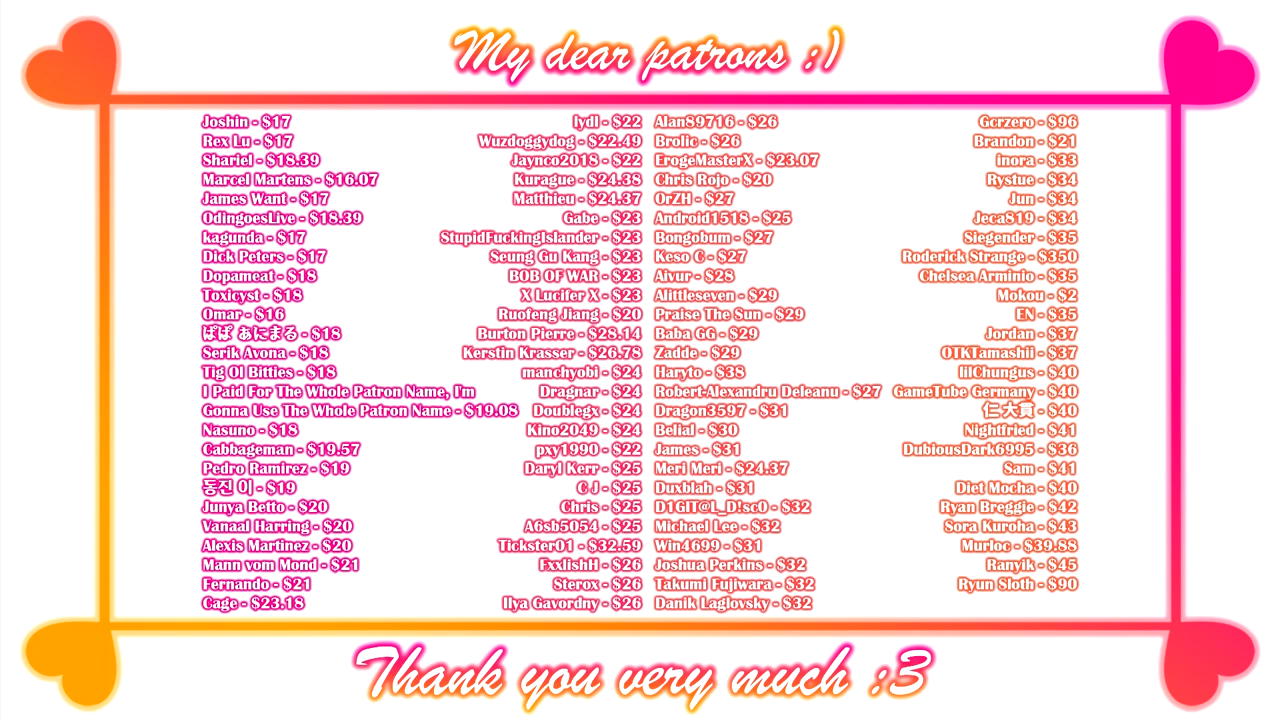 My dear patrons :)
Joshin - $17
Rex Lu - $17
Shariel - $18.39
Marcel Martens - $16.07
James Want - $17
OdingoesLive - $18.39
kagunda - $17
Dick Peters - $17
Dopameat - $18
Toxicyst - $18
Omar - $16
ぱぱ あにまる - $18
Serik Avona - $18
Tig Ol Bitties - $18
I Paid For The Whole Patron Name, I'm
Gonna Use The Whole Patron Name - $19.08
Nasuno - $18
Cabbageman - $19.57
Pedro Ramirez - $19
동진 이 - $19
Junya Betto - $20
Vanaal Harring - $20
Alexis Martinez - $20
Mann vom Mond - $21
Fernando - $21
Cage - $23.18
lydl - $22
Wuzdoggydog - $22.49
Jaynco2018 - $22
Kurague - $24.38
Matthieu - $24.37
Gabe - $23
StupidFuckingIslander - $23
Seung Gu Kang - $23
BOB OF WAR - $23
X Lucifer X - $23
Ruofeng Jiang - $20
Burton Pierre - $28.14
Kerstin Krasser - $26.78
manchyobi - $24
Dragnar - $24
Doublegx - $24
Kino2049 - $24
pxy1990 - $22
Daryl Kerr - $25
C J - $25
Chris - $25
A6sb5054 - $25
Tickster01 - $32.59
ExxlishH - $26
Sterox - $26
Ilya Gavordny - $26
Alan89716 - $26
Brolic - $26
ErogeMasterX - $23.07
Chris Rojo - $20
OrZH - $27
Android1518 - $25
Bongobum - $27
Keso C - $27
Aivur - $28
Alittleseven - $29
Praise The Sun - $29
Baba GG - $29
Zadde - $29
Haryto - $38
Robert-Alexandru Deleanu - $27
Dragon3597 - $31
Belial - $30
James - $31
Meri Meri - $24.37
Duxblah - $31
D1GIT@L_D!sc0 - $32
Michael Lee - $32
Win4699 - $31
Joshua Perkins - $32
Takumi Fujiwara - $32
Danik Laglovsky - $32
Gcrzero - $96
Brandon - $21
inora - $33
Rystue - $34
Jun - $34
Jeca819 - $34
Siegender - $35
Roderick Strange - $350
Chelsea Arminio - $35
Mokou - $2
EN - $35
Jordan - $37
OTKTamashii - $37
lilChungus - $40
GameTube Germany - $40
仁 大貢 - $40
Nightfried - $41
DubiousDark6995 - $36
Sam - $41
Diet Mocha - $40
Ryan Breggie - $42
Sora Kuroha - $43
Murloc - $39.88
Ranyik - $45
Ryun Sloth - $90
Thank you very much :3